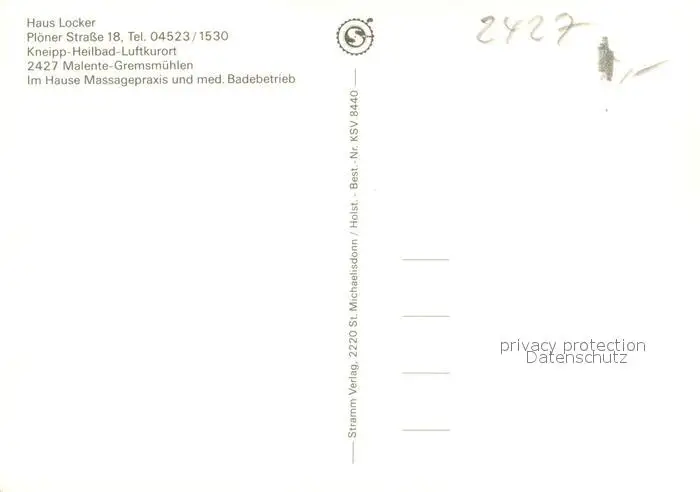 Haus Locker
Plöner Straße 18, Tel. 04523/1530
Kneipp-Heilbad-Luftkurort
2427 Malente-Gremsmühlen
Im Hause Massagepraxis und med. Badebetrieb
S
Stramm Verlag, 2220 St. Michaelisdonn / Holst. - Best.-Nr. KSV 8440
2427
privacy protection
Datenschutz